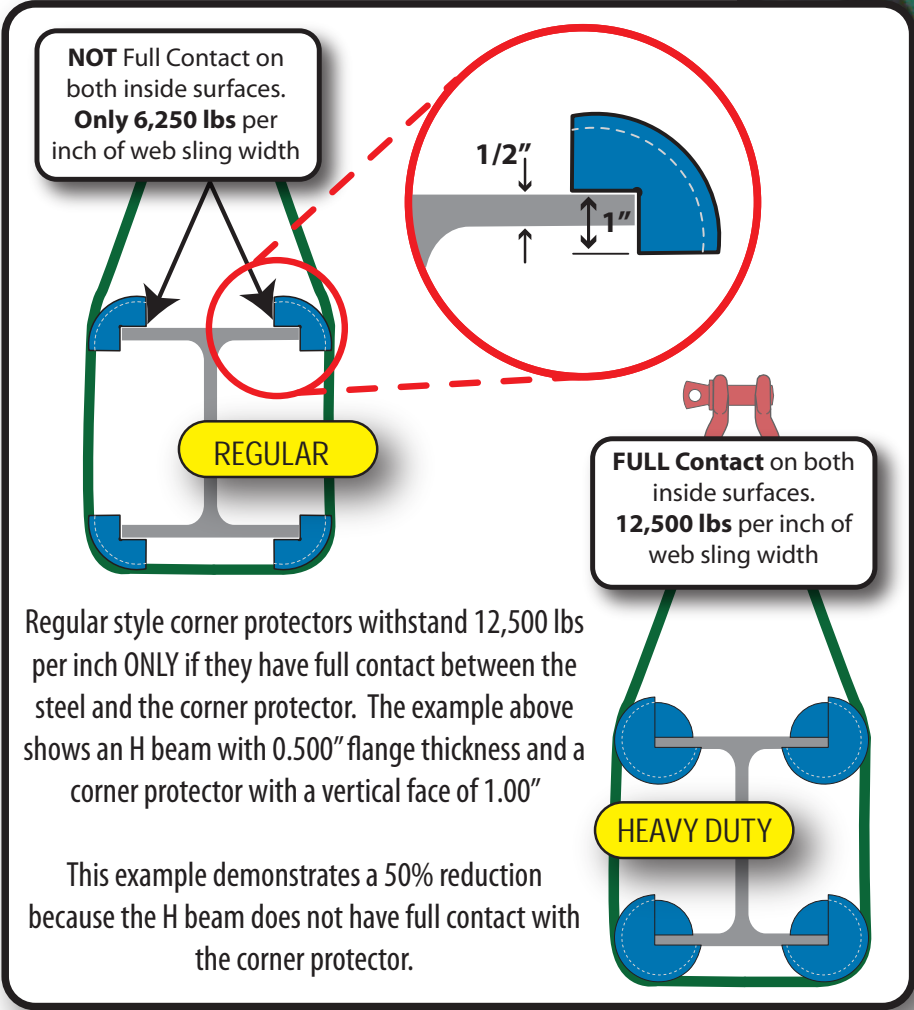 NOT Full Contact on
both inside surfaces.
Only 6,250 lbs per
inch of web sling width
1/2”
1”
REGULAR
FULL Contact on both
inside surfaces.
12,500 lbs per inch of
web sling width
Regular style corner protectors withstand 12,500 lbs
per inch ONLY if they have full contact between the
steel and the corner protector. The example above
shows an H beam with 0.500” flange thickness and a
corner protector with a vertical face of 1.00”
HEAVY DUTY
This example demonstrates a 50% reduction
because the H beam does not have full contact with
the corner protector.